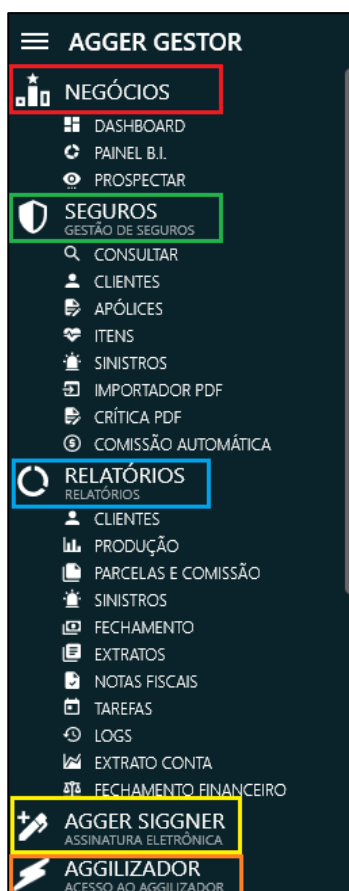 AGGER GESTOR
NEGÓCIOS
DASHBOARD
PAINEL B.I.
PROSPECTAR
SEGUROS
GESTÃO DE SEGUROS
CONSULTAR
CLIENTES
APÓLICES
ITENS
SINISTROS
IMPORTADOR PDF
CRÍTICA PDF
COMISSÃO AUTOMÁTICA
RELATÓRIOS
RELATÓRIOS
CLIENTES
PRODUÇÃO
PARCELAS E COMISSÃO
SINISTROS
FECHAMENTO
EXTRATOS
NOTAS FISCAIS
TAREFAS
LOGS
EXTRATO CONTA
FECHAMENTO FINANCEIRO
AGGER SIGGNER
ASSINATURA ELETRÔNICA
AGGILIZADOR
ACESSO AO AGGILIZADOR